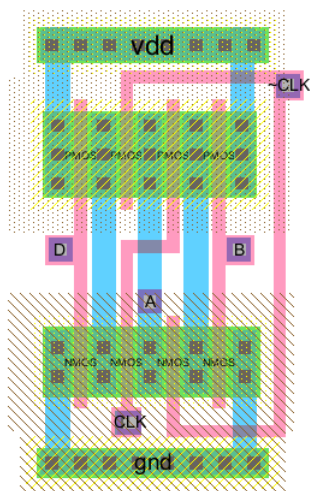 vdd
~CLK
PMOS PMOS PMOS PMOS
D B
A
NMOS NMOS NMOS NMOS
CLK
gnd